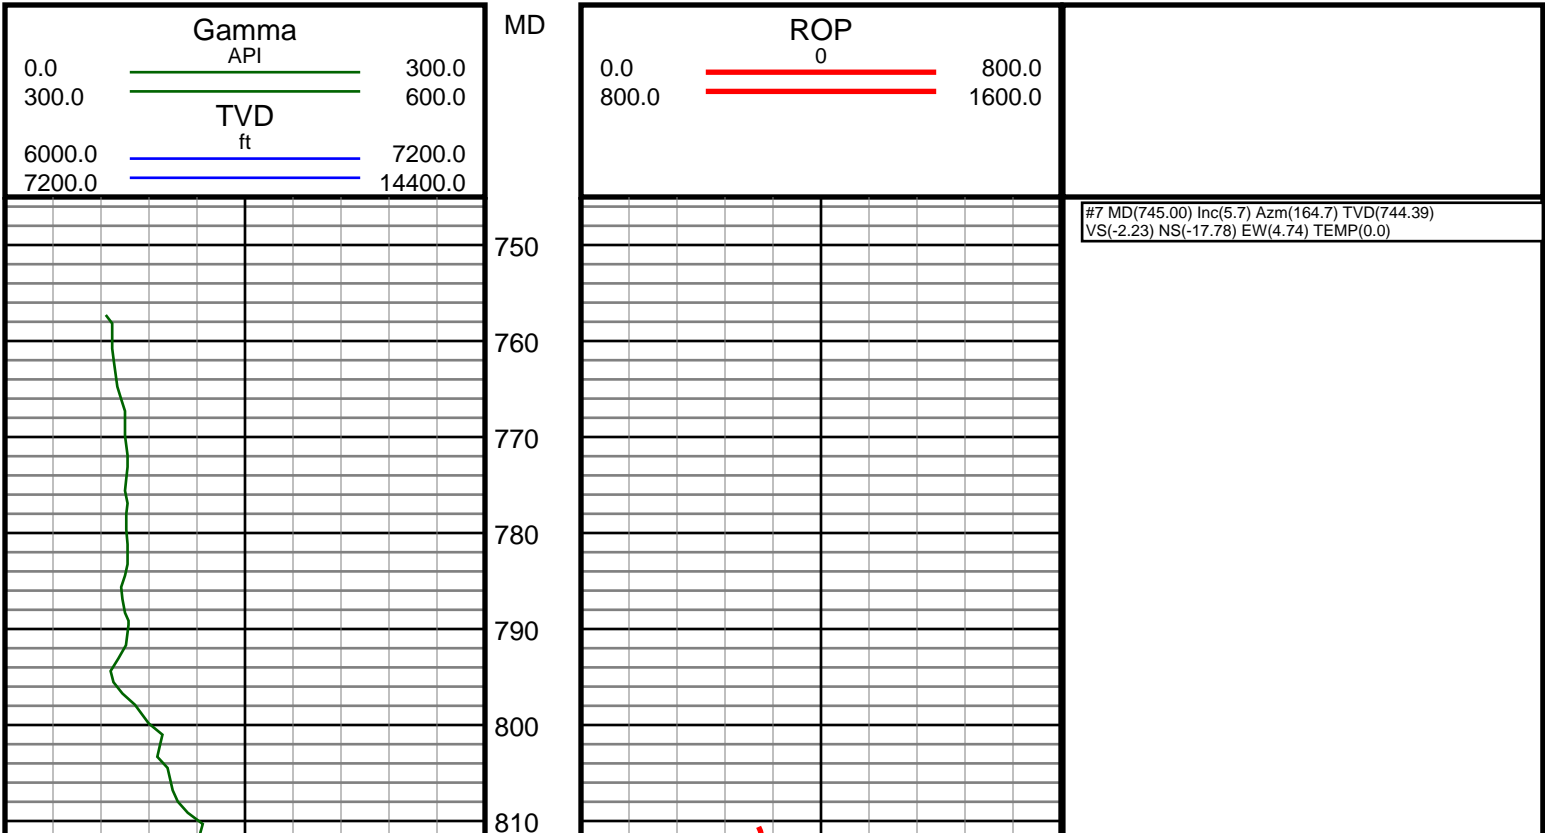 Gamma
API
0.0 300.0
300.0 600.0
TVD
ft
6000.0 7200.0
7200.0 14400.0
MD
ROP
0
0.0 800.0
800.0 1600.0
#7 MD(745.00) Inc(5.7) Azm(164.7) TVD(744.39)
VS(-2.23) NS(-17.78) EW(4.74) TEMP(0.0)
750
760
770
780
790
800
810